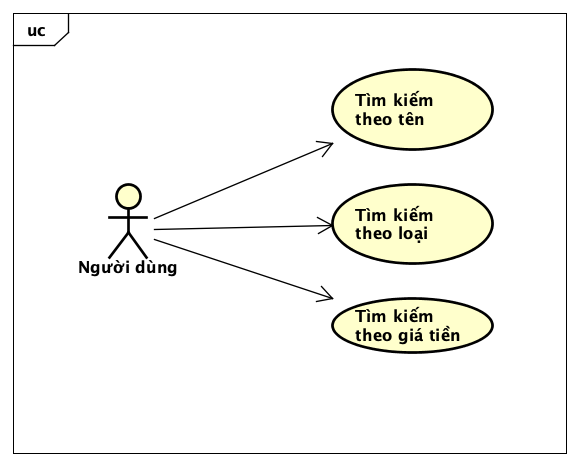 uc
Tìm kiếm
theo tên
Tìm kiếm
theo loại
Người dùng
Tìm kiếm
theo giá tiền